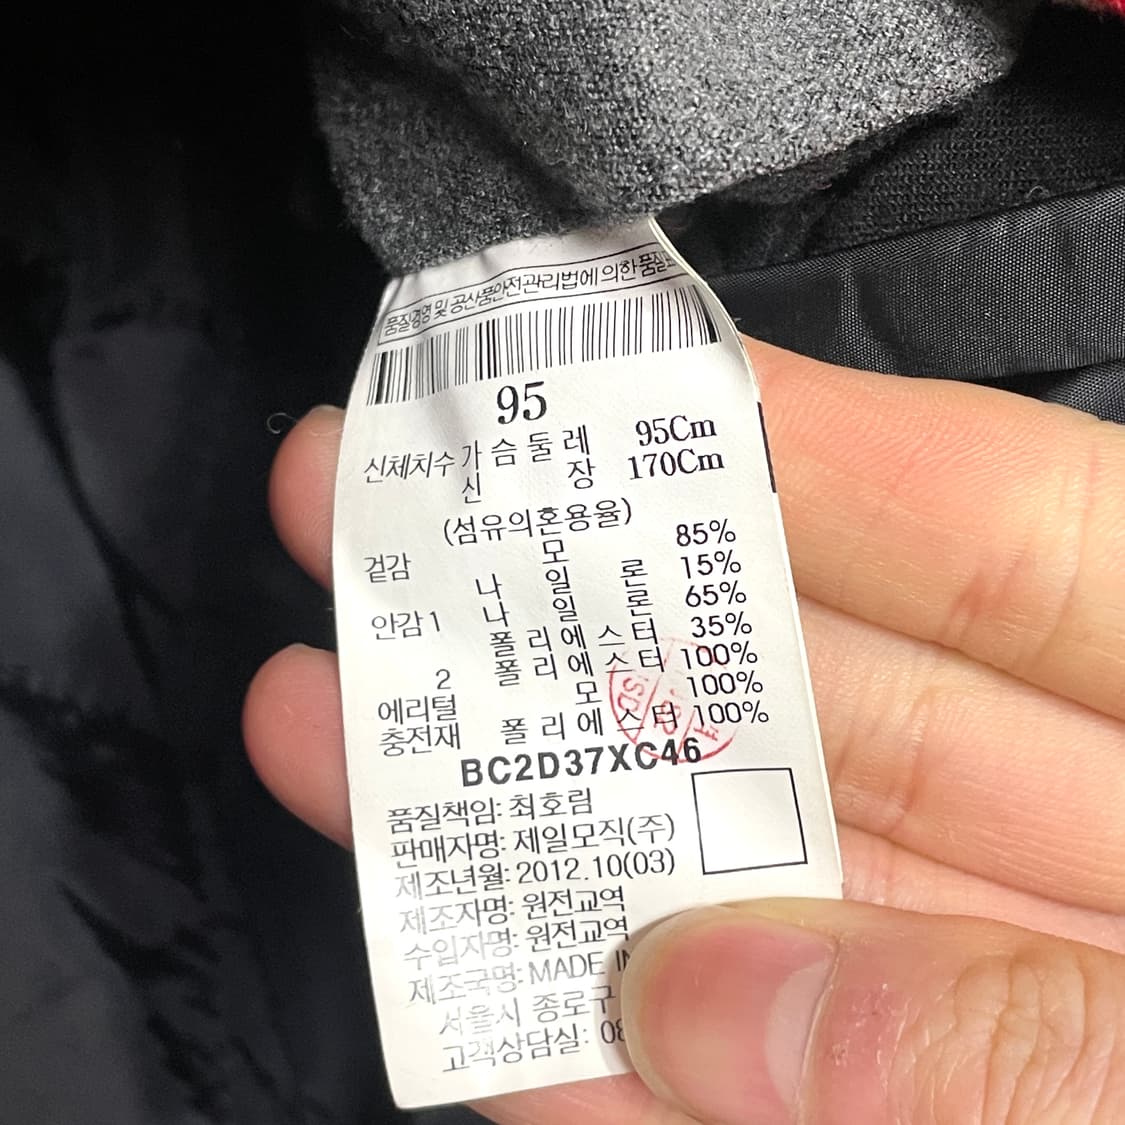 품질경영 및 공산품안전관리법에 의한 품질표
95
신체치수 가슴둘레 95Cm
신 장 170Cm
(섬유의혼용율)
겉감 모 85%
나 일 론 15%
안감1 나 일 론 65%
폴리에스터 35%
2 폴리에스터 100%
에리털 모 100%
충전재 폴리에스터 100%
BC2D37XC46
품질책임: 최호림
판매자명: 제일모직(주)
제조년월: 2012.10(03)
제조자명: 원전교역
수입자명: 원전교역
제조국명: MADE IN
서울시 종로구
고객상담실: 08